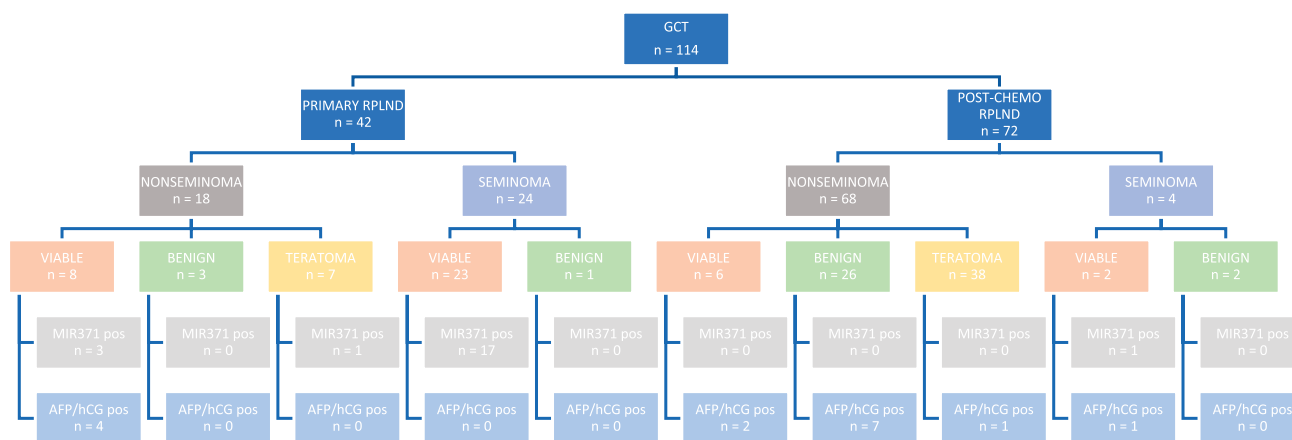 GCT
n = 114
PRIMARY RPLND
n = 42
POST-CHEMO
RPLND
n = 72
NONSEMINOMA
n = 18
SEMINOMA
n = 24
NONSEMINOMA
n = 68
SEMINOMA
n = 4
VIABLE
n = 8
BENIGN
n = 3
TERATOMA
n = 7
VIABLE
n = 23
BENIGN
n = 1
VIABLE
n = 6
BENIGN
n = 26
TERATOMA
n = 38
VIABLE
n = 2
BENIGN
n = 2
MIR371 pos
n = 3
MIR371 pos
n = 0
MIR371 pos
n = 1
MIR371 pos
n = 17
MIR371 pos
n = 0
MIR371 pos
n = 0
MIR371 pos
n = 0
MIR371 pos
n = 0
MIR371 pos
n = 1
MIR371 pos
n = 0
AFP/hCG pos
n = 4
AFP/hCG pos
n = 0
AFP/hCG pos
n = 0
AFP/hCG pos
n = 0
AFP/hCG pos
n = 0
AFP/hCG pos
n = 2
AFP/hCG pos
n = 7
AFP/hCG pos
n = 1
AFP/hCG pos
n = 1
AFP/hCG pos
n = 0